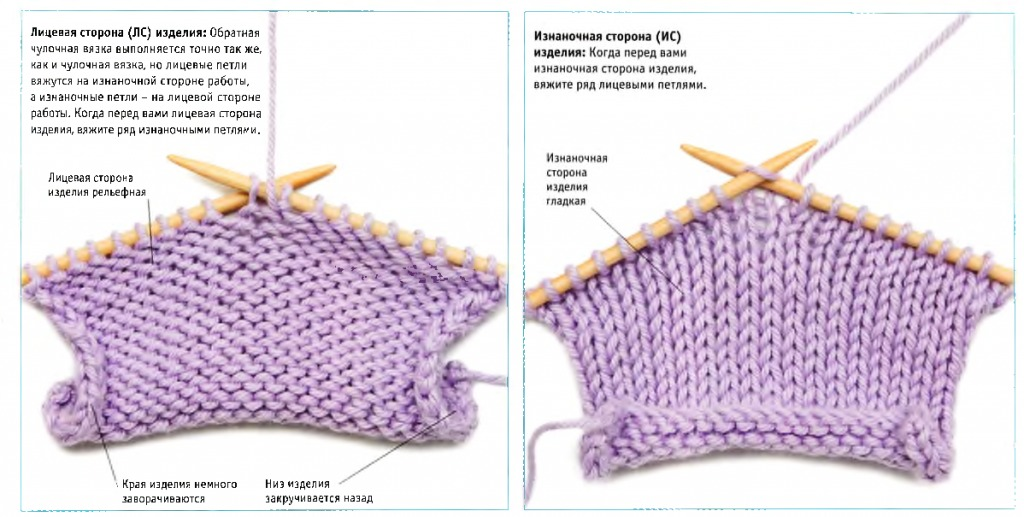 Лицевая сторона (ЛС) изделия: Обратная
чулочная вязка выполняется точно так же,
как и чулочная вязка, но лицевые петли
вяжутся на изнаночной стороне работы,
а изнаночные петли – на лицевой стороне
работы. Когда перед вами лицевая сторона
изделия, вяжите ряд изнаночными петлями.
Лицевая сторона
изделия рельефная
Края изделия немного
заворачиваются
Низ изделия
закручивается назад
Изнаночная сторона (ИС)
изделия: Когда перед вами
изнаночная сторона изделия,
вяжите ряд лицевыми петлями.
Изнаночная
сторона
изделия
гладкая